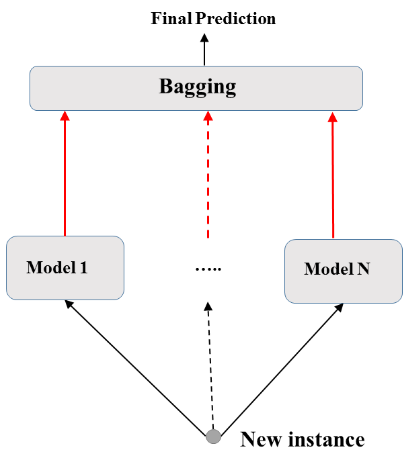 Final Prediction
Bagging
Model 1
.....
Model N
New instance